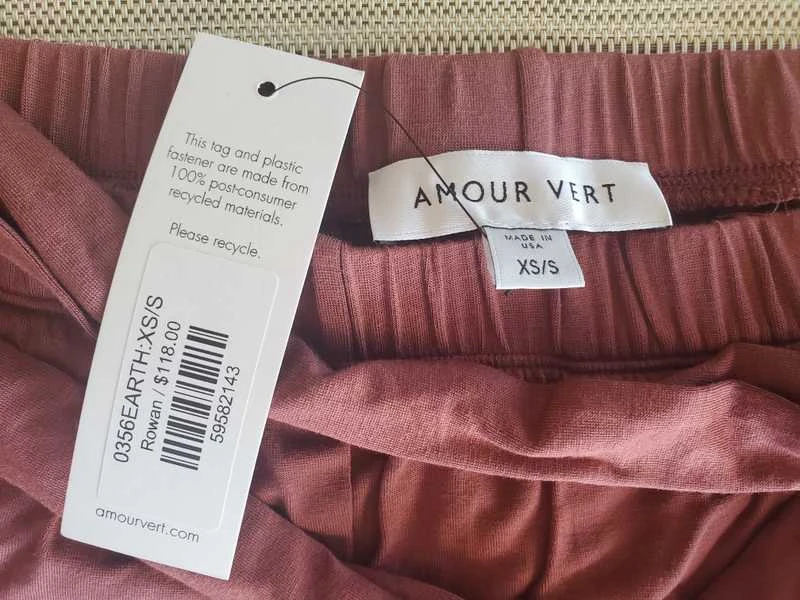 This tag and plastic
fastener are made from
100% post-consumer
recycled materials.
Please recycle.
0356EARTH:XS/S
Rowan / $118.00
59582143
amourvert.com
AMOUR VERT
MADE IN
USA
XS/S